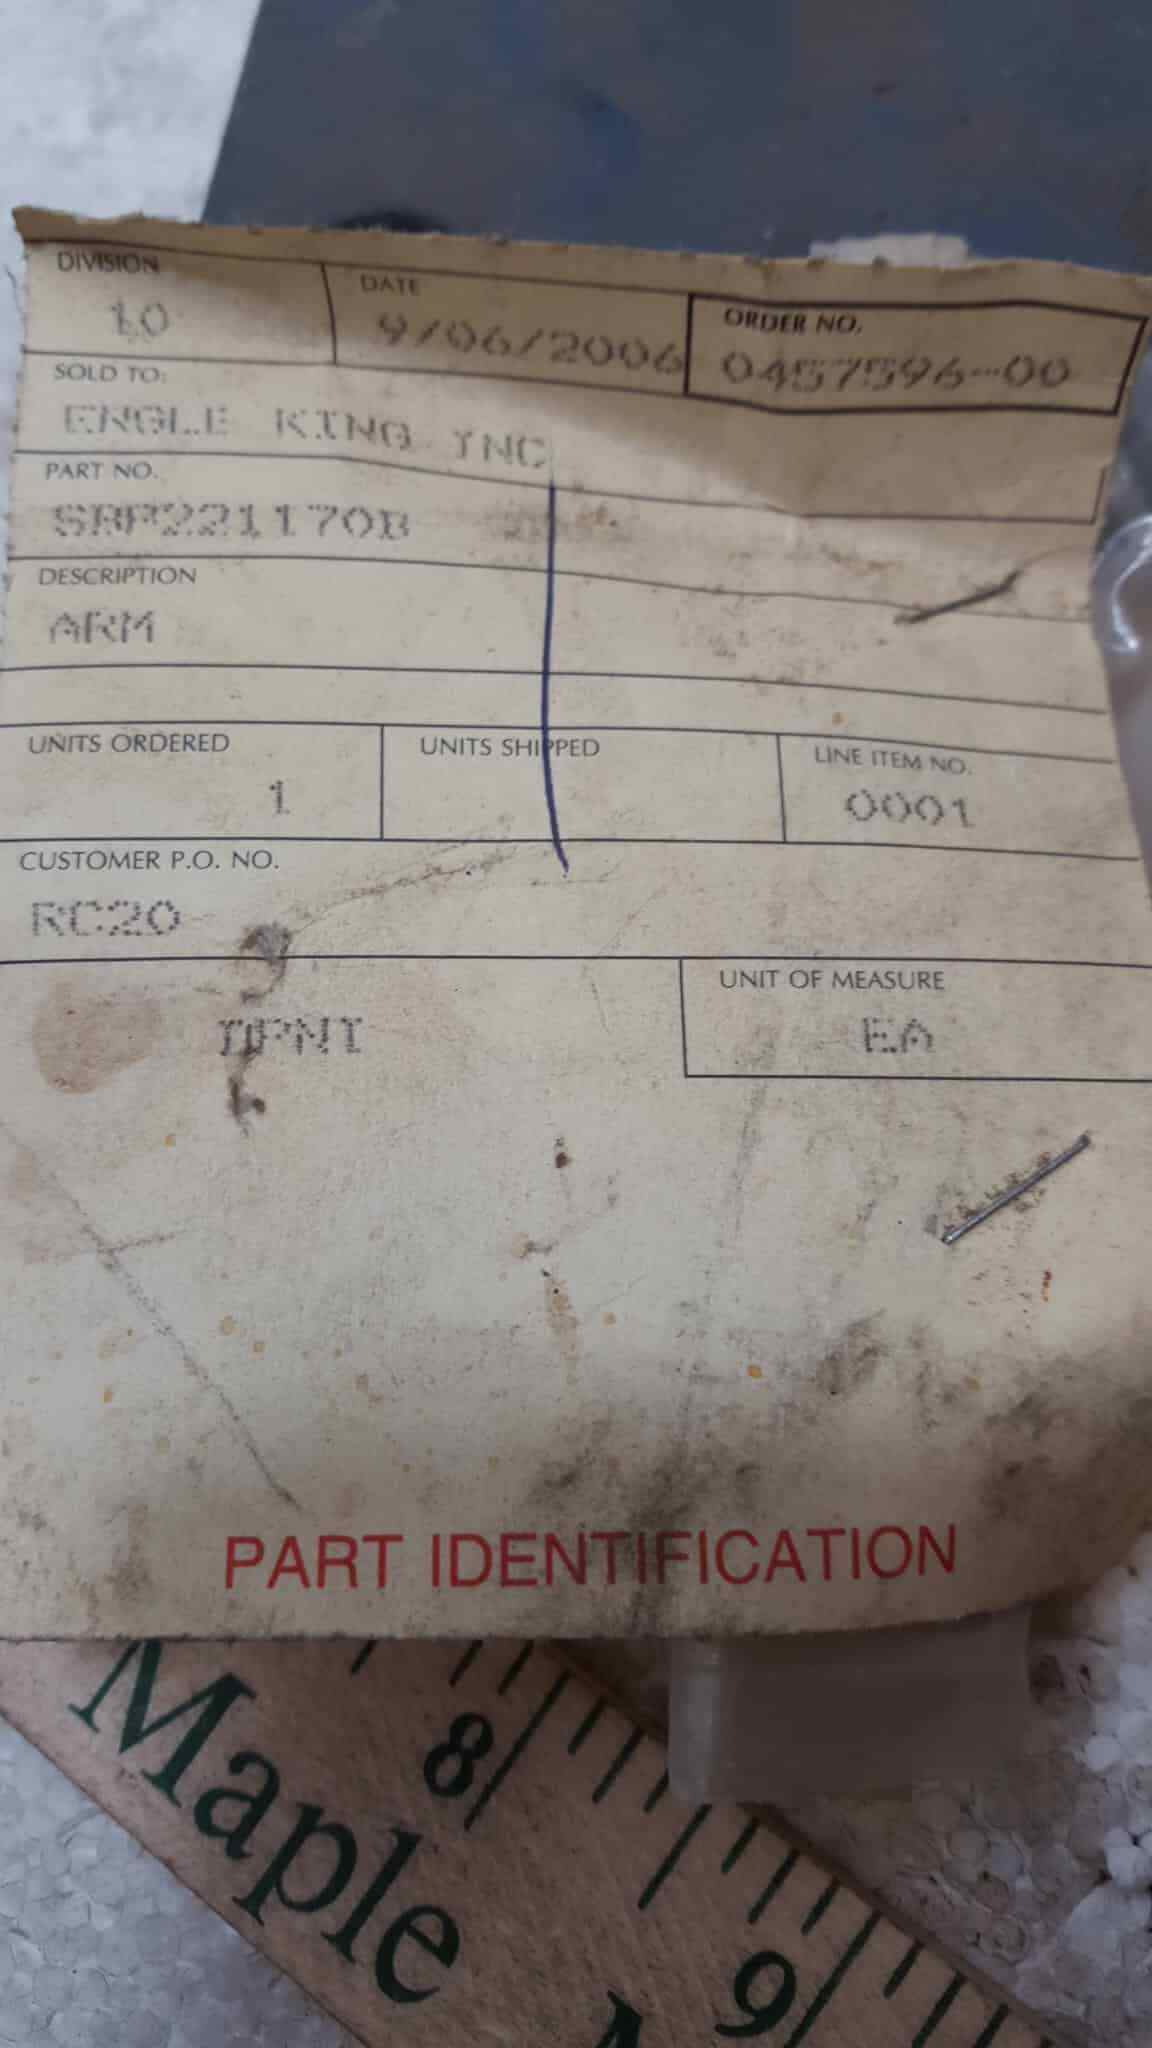 DIVISION
10
DATE
9/06/2006
ORDER NO.
0457596-00
SOLD TO:
ENGLE KING INC
PART NO.
SRP221170B
DESCRIPTION
ARM
UNITS ORDERED
1
UNITS SHIPPED
LINE ITEM NO.
0001
CUSTOMER P.O. NO.
RC20
UNIT OF MEASURE
EA
PART IDENTIFICATION
8
Maple
9